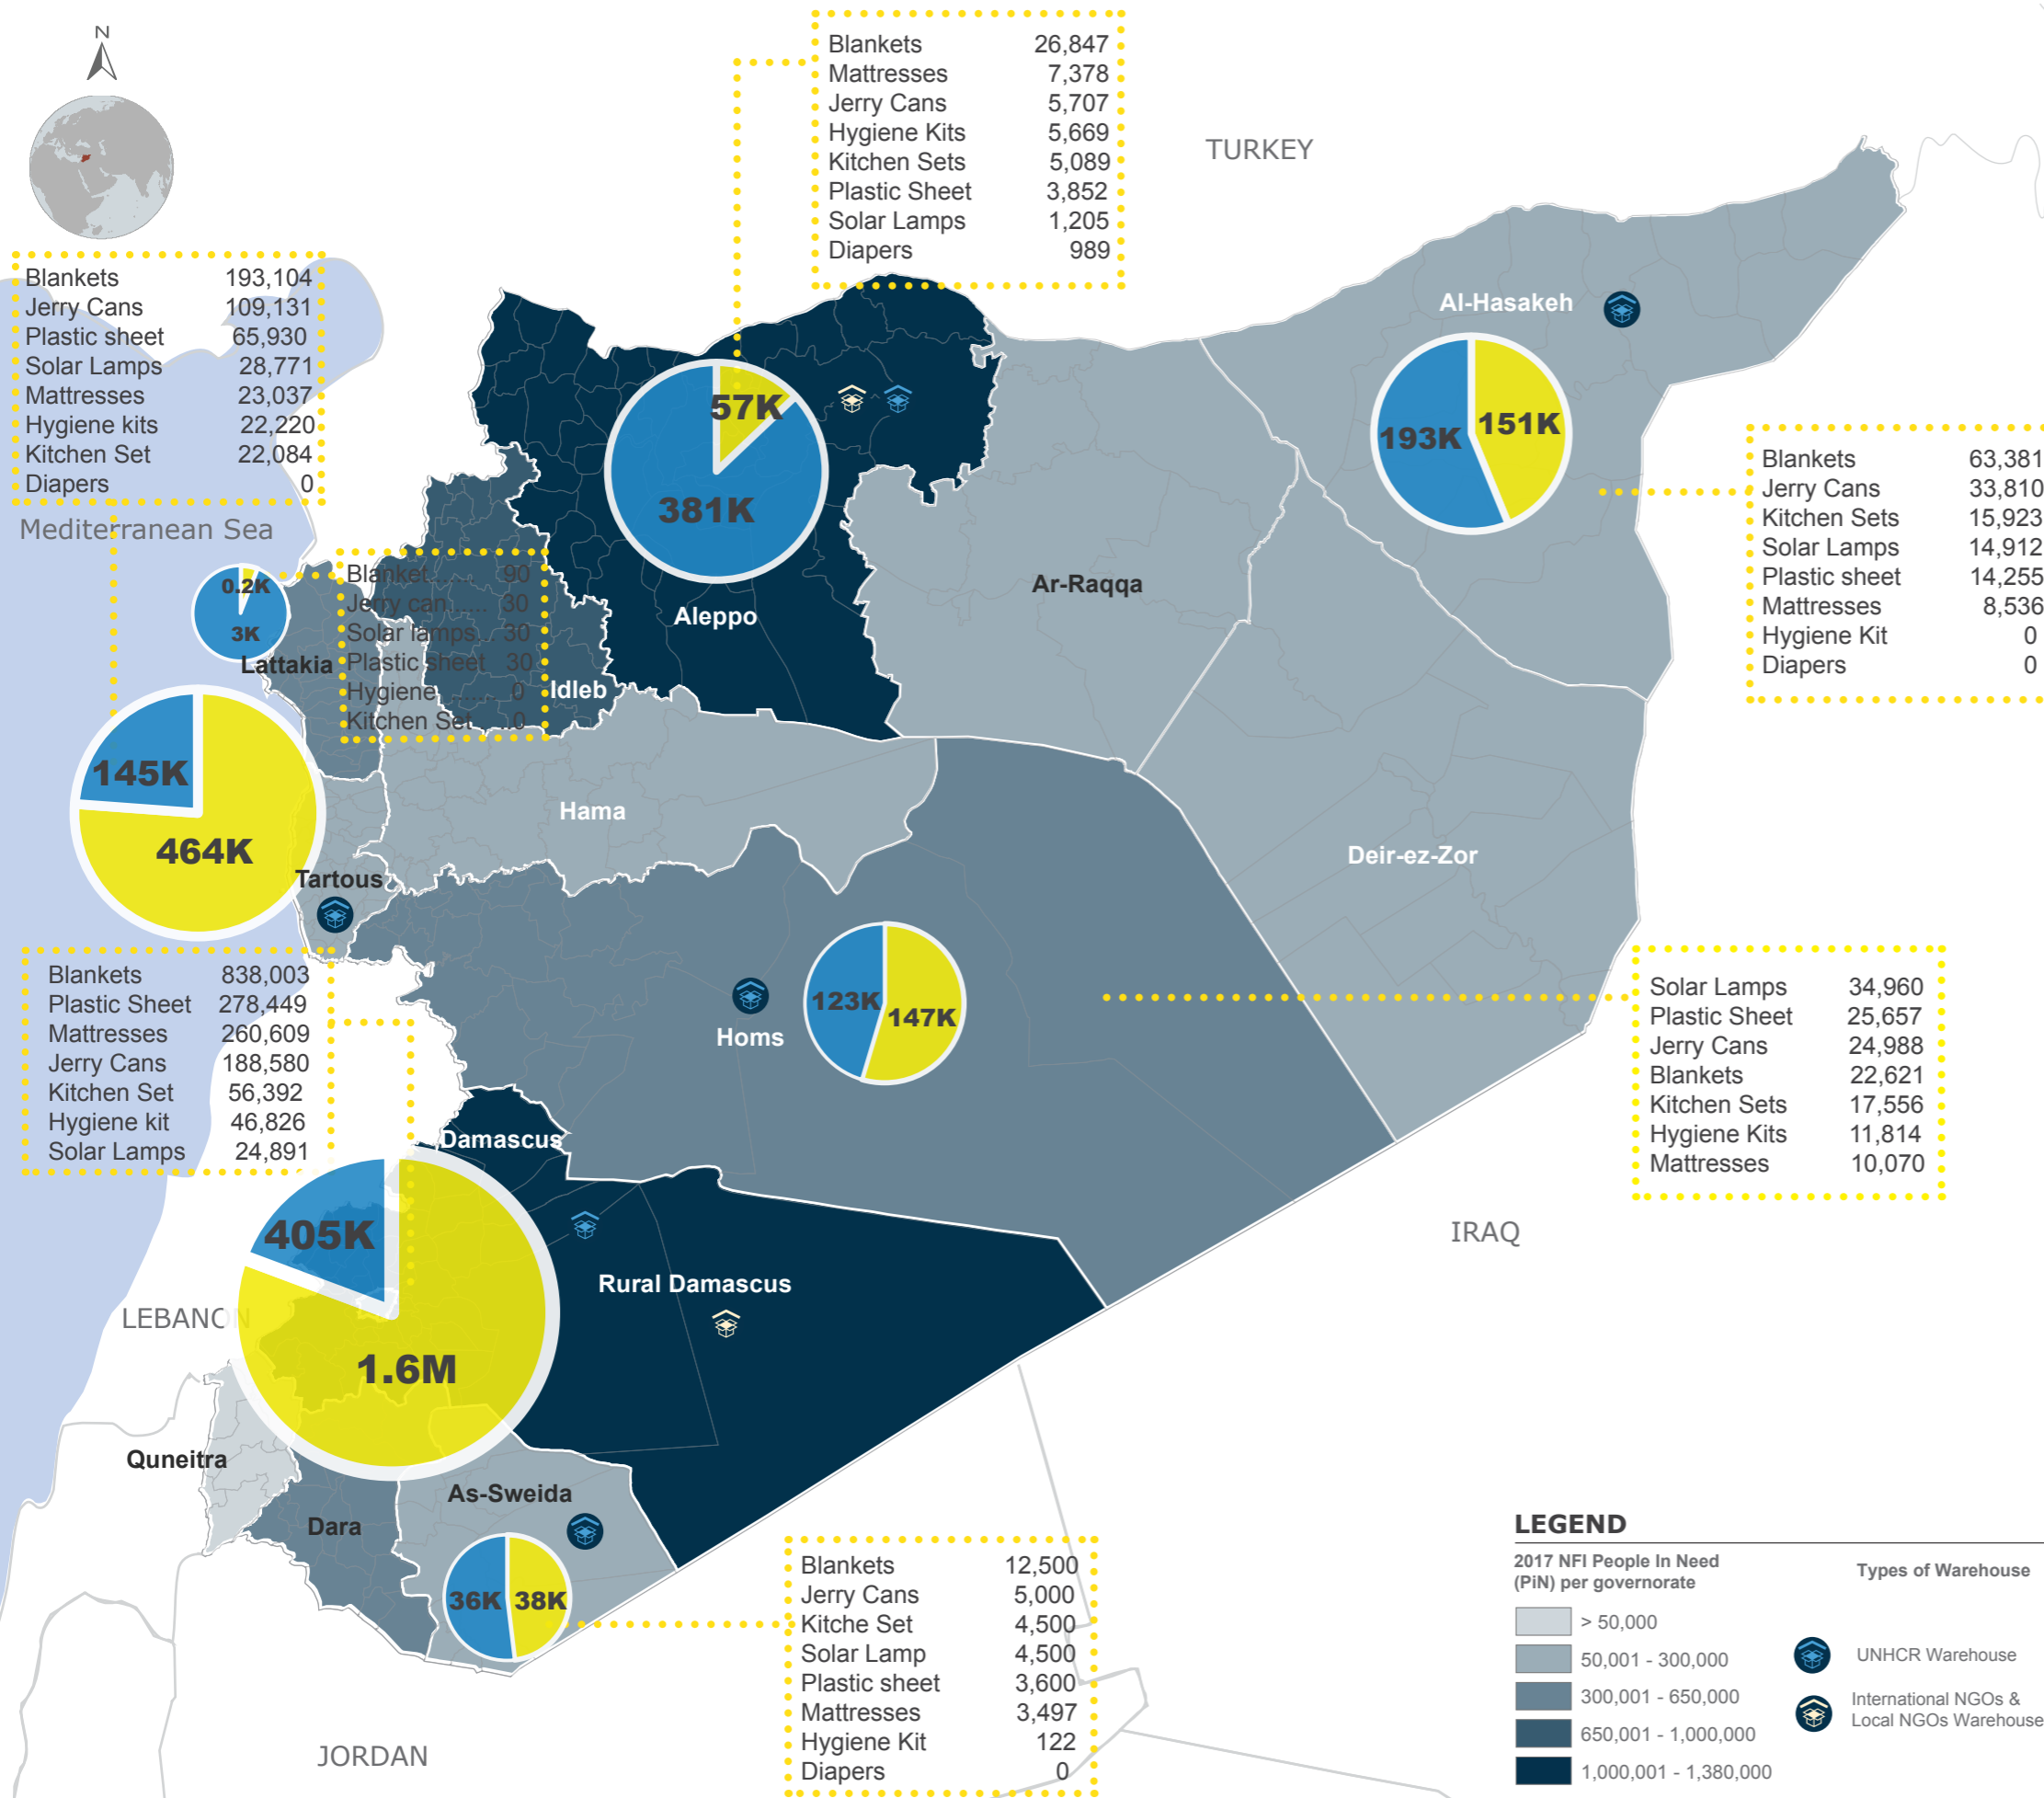 N
Blankets 26,847
Mattresses 7,378
Jerry Cans 5,707
Hygiene Kits 5,669
Kitchen Sets 5,089
Plastic Sheet 3,852
Solar Lamps 1,205
Diapers 989
TURKEY
Blankets 193,104
Jerry Cans 109,131
Plastic sheet 65,930
Solar Lamps 28,771
Mattresses 23,037
Hygiene kits 22,220
Kitchen Set 22,084
Diapers 0
Mediterranean Sea
Al-Hasakeh
193K 151K
57K
381K
Aleppo
Blankets 63,381
Jerry Cans 33,810
Kitchen Sets 15,923
Solar Lamps 14,912
Plastic sheet 14,255
Mattresses 8,536
Hygiene Kit 0
Diapers 0
0.2K
3K
Lattakia
Blanket...... 90
Jerry can...... 30
Solar lamps... 30
Plastic sheet 30
Hygiene........ 0
Kitchen Set... 0
Idleb
Ar-Raqqa
145K
464K
Hama
Deir-ez-Zor
Tartous
Blankets 838,003
Plastic Sheet 278,449
Mattresses 260,609
Jerry Cans 188,580
Kitchen Set 56,392
Hygiene kit 46,826
Solar Lamps 24,891
Homs
123K 147K
Solar Lamps 34,960
Plastic Sheet 25,657
Jerry Cans 24,988
Blankets 22,621
Kitchen Sets 17,556
Hygiene Kits 11,814
Mattresses 10,070
Damascus
405K
1.6M
Rural Damascus
IRAQ
LEBANON
Quneitra
Dara
As-Sweida
36K 38K
Blankets 12,500
Jerry Cans 5,000
Kitche Set 4,500
Solar Lamp 4,500
Plastic sheet 3,600
Mattresses 3,497
Hygiene Kit 122
Diapers 0
JORDAN
LEGEND
2017 NFI People In Need
(PiN) per governorate
> 50,000
50,001 - 300,000
300,001 - 650,000
650,001 - 1,000,000
1,000,001 - 1,380,000
Types of Warehouse
UNHCR Warehouse
International NGOs &
Local NGOs Warehouse